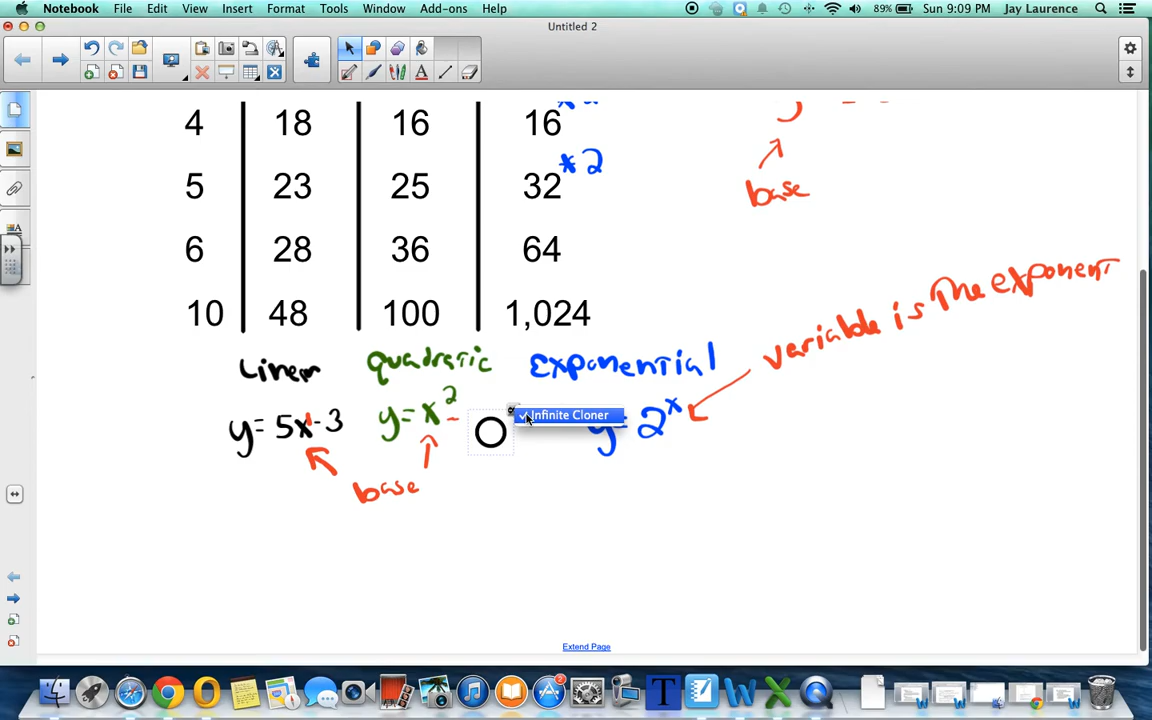 Notebook File Edit View Insert Format Tools Window Add-ons Help 89% Sun 9:09 PM Jay Laurence
Untitled 2
4 18 16 16
* 2
5 23 25 32
6 28 36 64
10 48 100 1,024
base
variable is The exponent
Linear quadratic Exponential
y= 5x - 3 y= x² O y= 2ˣ
✓ Infinite Cloner
base
Extend Page